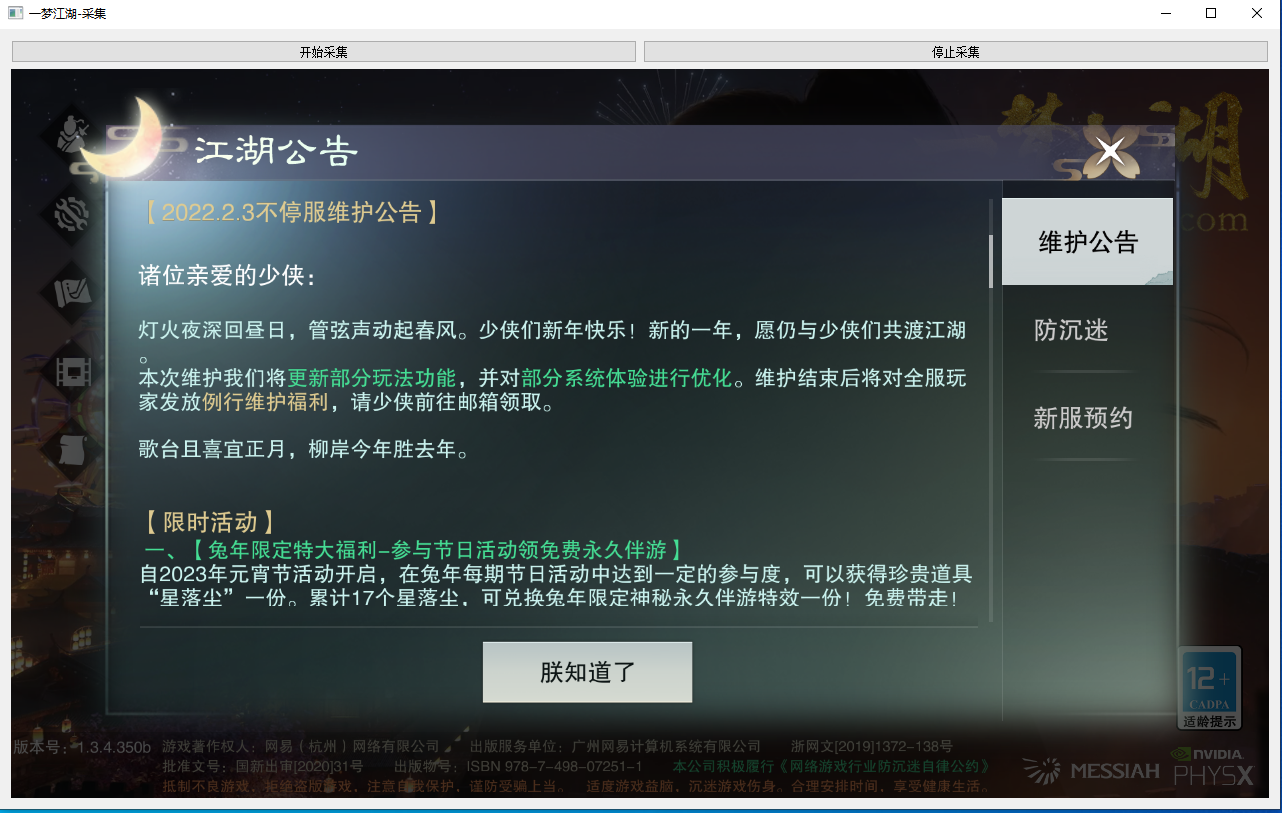 一梦江湖-采集
开始采集
停止采集
江湖公告
【2022.2.3不停服维护公告】
诸位亲爱的少侠：
灯火夜深回昼日，管弦声动起春风。少侠们新年快乐！新的一年，愿仍与少侠们共渡江湖
。
本次维护我们将更新部分玩法功能，并对部分系统体验进行优化。维护结束后将对全服玩
家发放例行维护福利，请少侠前往邮箱领取。
歌台且喜宜正月，柳岸今年胜去年。
【限时活动】
一、【兔年限定特大福利-参与节日活动领免费永久伴游】
自2023年元宵节活动开启，在兔年每期节日活动中达到一定的参与度，可以获得珍贵道具
“星落尘”一份。累计17个星落尘，可兑换兔年限定神秘永久伴游特效一份！免费带走！
朕知道了
维护公告
防沉迷
新服预约
梦
湖
com
12+
CADPA
适龄提示
版本号：1.3.4.350b
游戏著作权人：网易（杭州）网络有限公司
出版服务单位：广州网易计算机系统有限公司
浙网文[2019]1372-138号
批准文号：国新出审[2020]31号
出版物号：ISBN 978-7-498-07251-1
本公司积极履行《网络游戏行业防沉迷自律公约》
抵制不良游戏，拒绝盗版游戏，注意自我保护，谨防受骗上当。
适度游戏益脑，沉迷游戏伤身。合理安排时间，享受健康生活。
MESSIAH
NVIDIA.
PHYSX